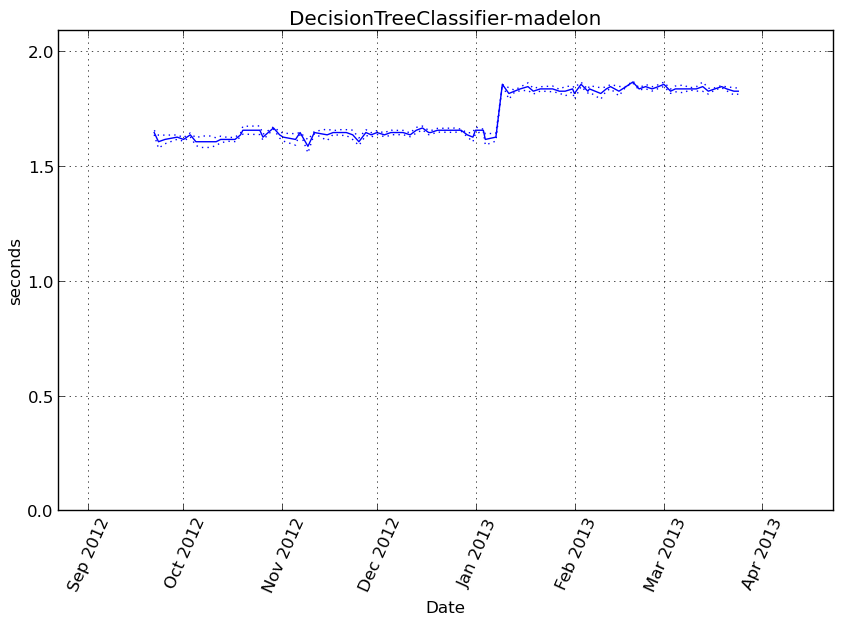 DecisionTreeClassifier-madelon
2.0
1.5
1.0
0.5
0.0
seconds
Sep 2012
Oct 2012
Nov 2012
Dec 2012
Jan 2013
Feb 2013
Mar 2013
Apr 2013
Date